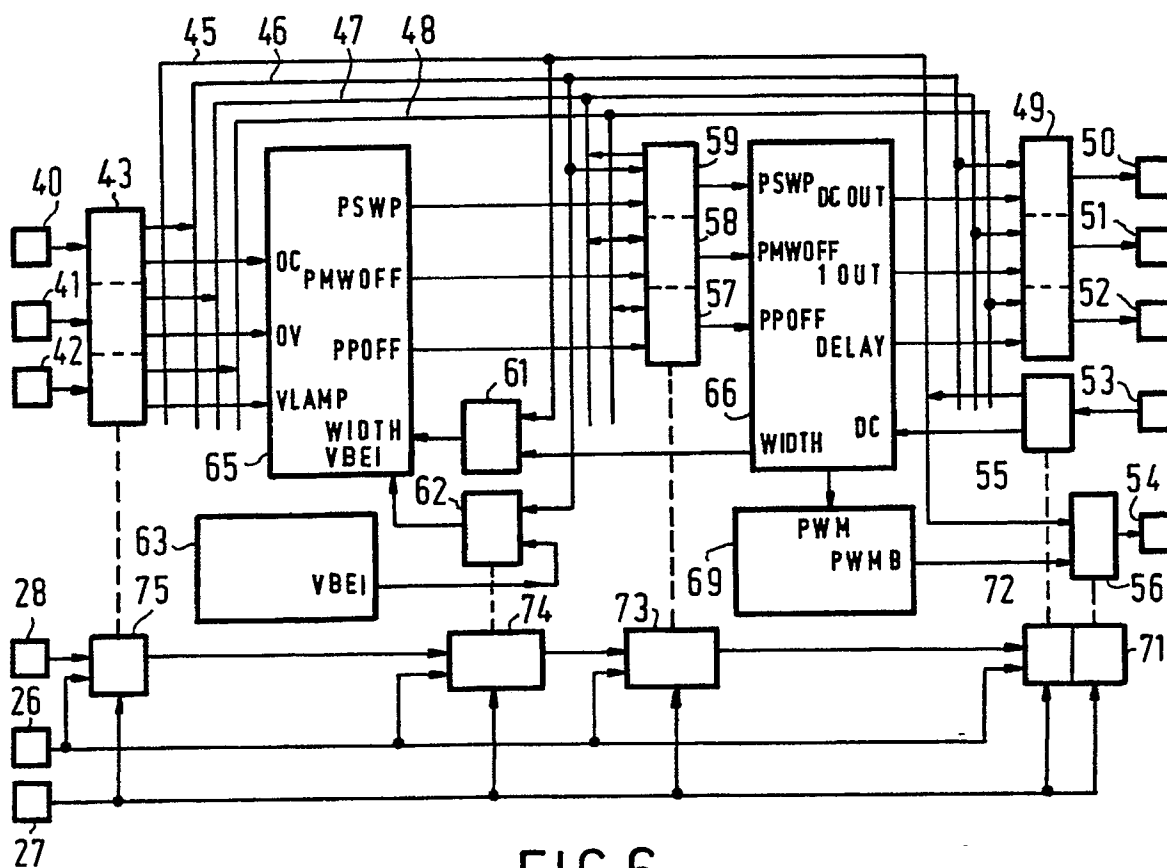 45 46 47 48
40 43 59 49 50
PSWP PSWP DC OUT
41 OC 58 51
PMWOFF PMWOFF 1 OUT
42 OV 57 52
PPOFF PPOFF DELAY
VLAMP 61 66 53
WIDTH WIDTH DC
65 VBEI
62 55 54
63 PWM
VBEI 69 PWMB
28 75 74 73 72 56
71
26
27
FIG.6